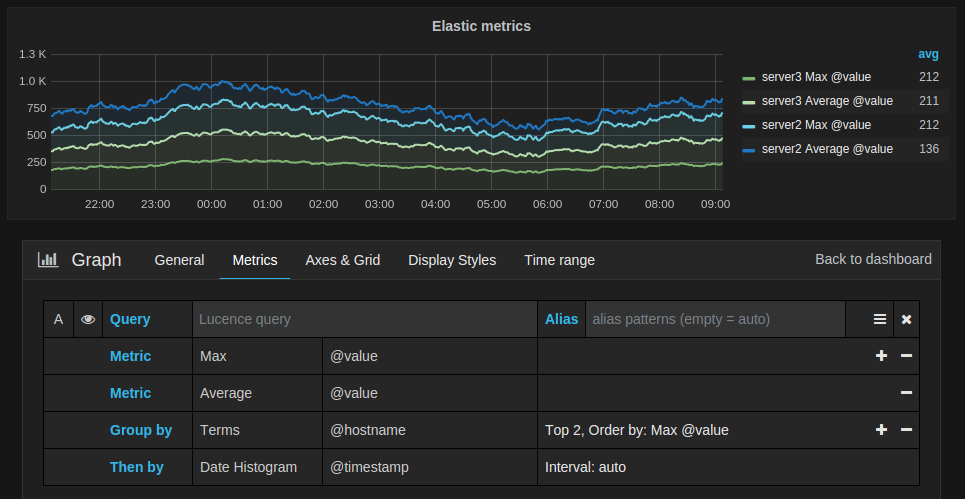 Elastic metrics
1.3 K
1.0 K
750
500
250
0
22:00 23:00 00:00 01:00 02:00 03:00 04:00 05:00 06:00 07:00 08:00 09:00
avg
server3 Max @value 212
server3 Average @value 211
server2 Max @value 212
server2 Average @value 136
Graph General Metrics Axes & Grid Display Styles Time range Back to dashboard
A Query Lucence query Alias alias patterns (empty = auto)
Metric Max @value
Metric Average @value
Group by Terms @hostname Top 2, Order by: Max @value
Then by Date Histogram @timestamp Interval: auto